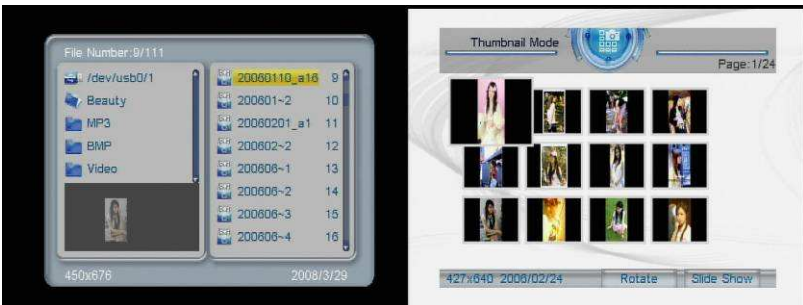 File Number:9/111
/dev/usb0/1
Beauty
MP3
BMP
Video
20060110_a16 9
200601~2 10
20060201_a1 11
200602~2 12
200606~1 13
200606~2 14
200606~3 15
200606~4 16
450x676 2008/3/29
Thumbnail Mode
Page:1/24
427x640 2006/02/24 Rotate Slide Show